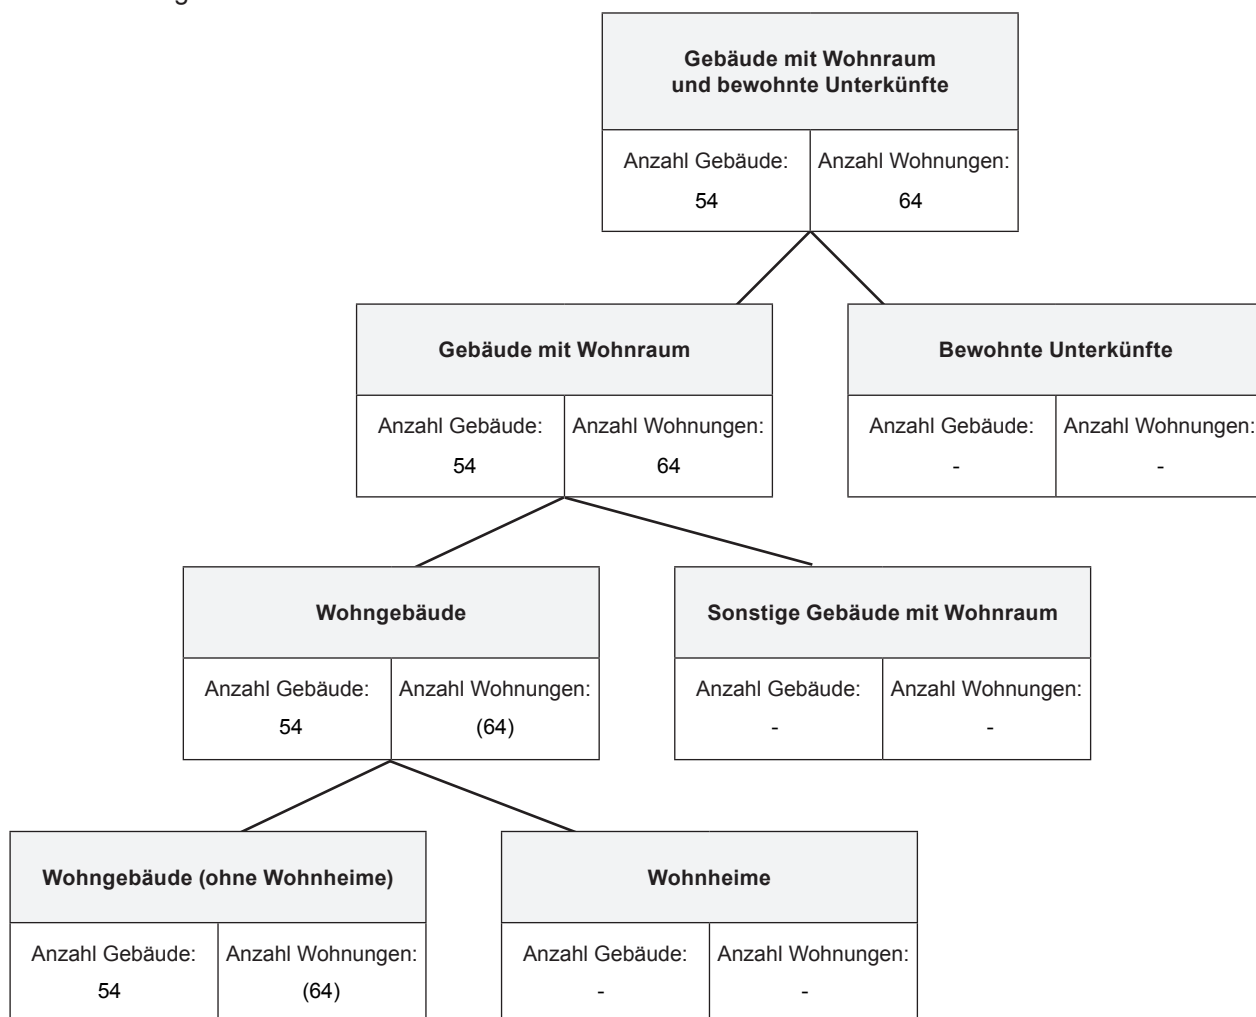 Gebäude mit Wohnraum
und bewohnte Unterkünfte
Anzahl Gebäude: Anzahl Wohnungen:
54 64
Gebäude mit Wohnraum
Anzahl Gebäude: Anzahl Wohnungen:
54 64
Bewohnte Unterkünfte
Anzahl Gebäude: Anzahl Wohnungen:
- -
Wohngebäude
Anzahl Gebäude: Anzahl Wohnungen:
54 (64)
Sonstige Gebäude mit Wohnraum
Anzahl Gebäude: Anzahl Wohnungen:
- -
Wohngebäude (ohne Wohnheime)
Anzahl Gebäude: Anzahl Wohnungen:
54 (64)
Wohnheime
Anzahl Gebäude: Anzahl Wohnungen:
- -